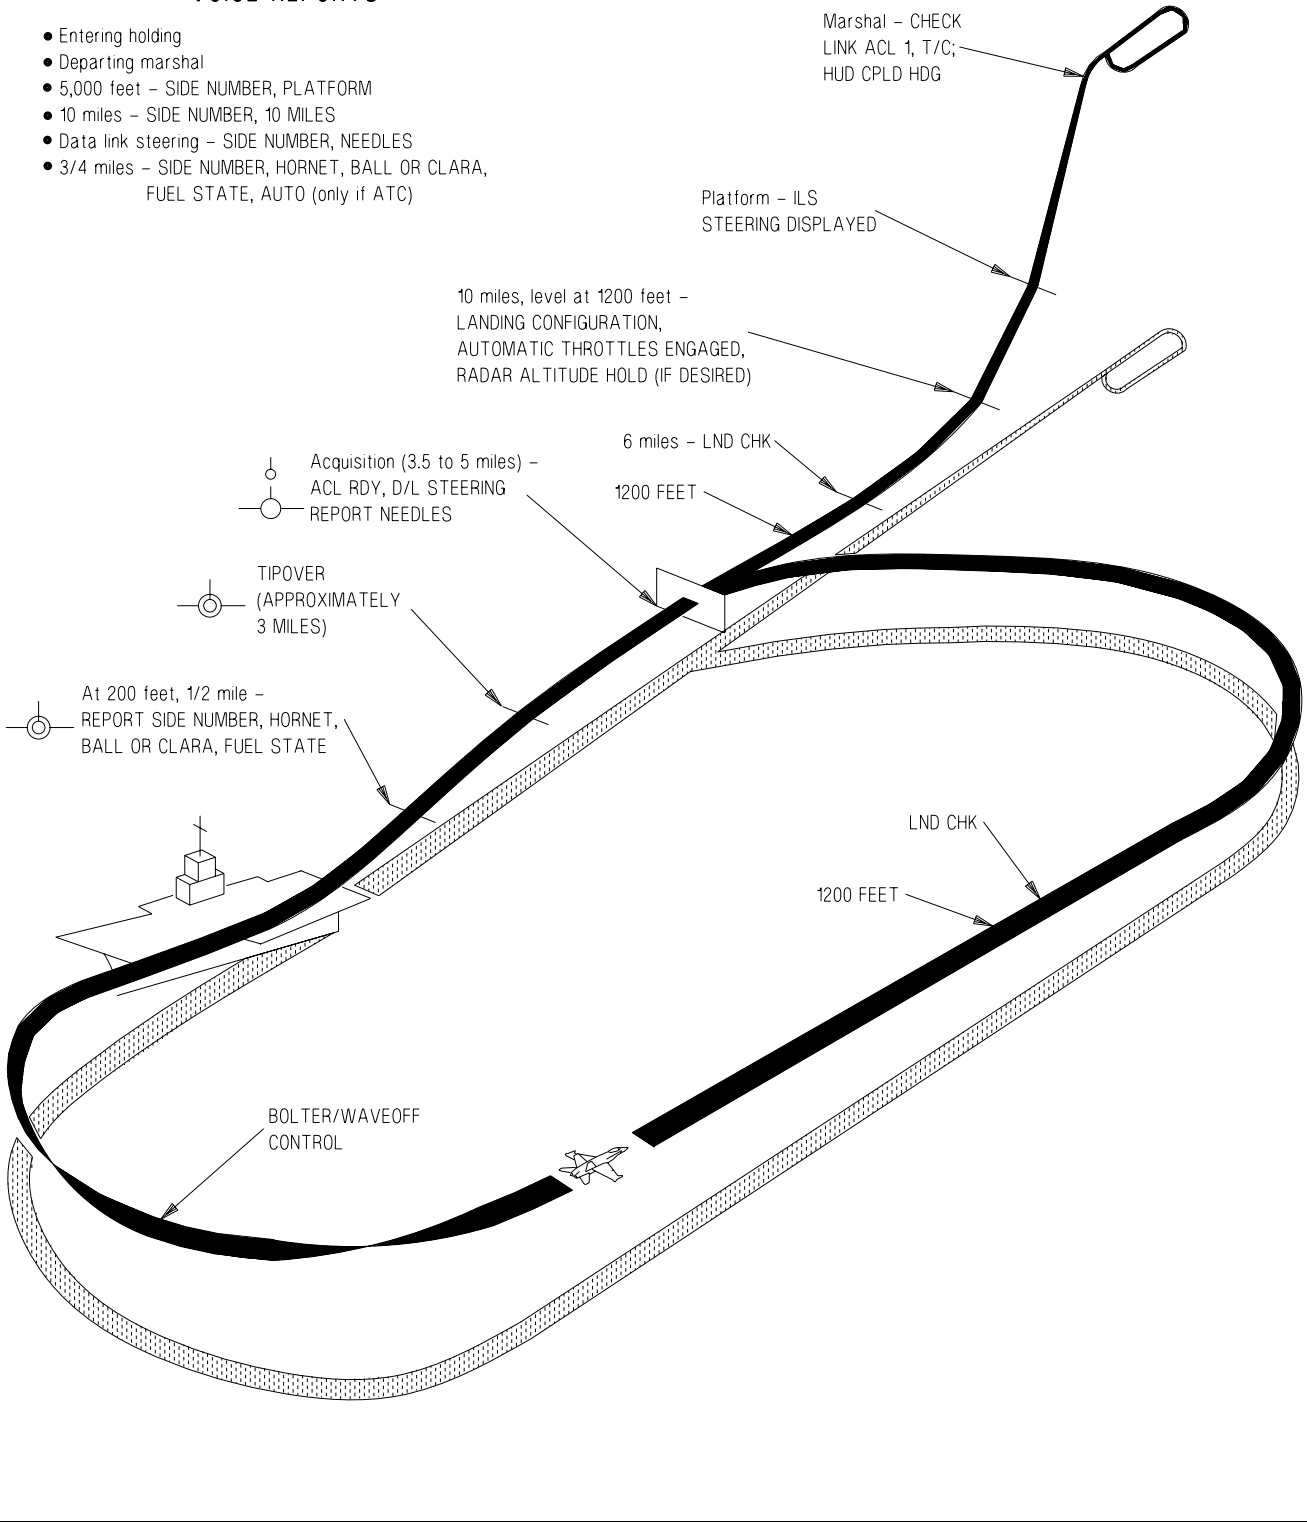 VOICE REPORTS
● Entering holding
● Departing marshal
● 5,000 feet – SIDE NUMBER, PLATFORM
● 10 miles – SIDE NUMBER, 10 MILES
● Data link steering – SIDE NUMBER, NEEDLES
● 3/4 miles – SIDE NUMBER, HORNET, BALL OR CLARA,
FUEL STATE, AUTO (only if ATC)
Marshal – CHECK
LINK ACL 1, T/C;
HUD CPLD HDG
Platform – ILS
STEERING DISPLAYED
10 miles, level at 1200 feet –
LANDING CONFIGURATION,
AUTOMATIC THROTTLES ENGAGED,
RADAR ALTITUDE HOLD (IF DESIRED)
6 miles – LND CHK
1200 FEET
Acquisition (3.5 to 5 miles) –
ACL RDY, D/L STEERING
REPORT NEEDLES
TIPOVER
(APPROXIMATELY
3 MILES)
At 200 feet, 1/2 mile –
REPORT SIDE NUMBER, HORNET,
BALL OR CLARA, FUEL STATE
LND CHK
1200 FEET
BOLTER/WAVEOFF
CONTROL